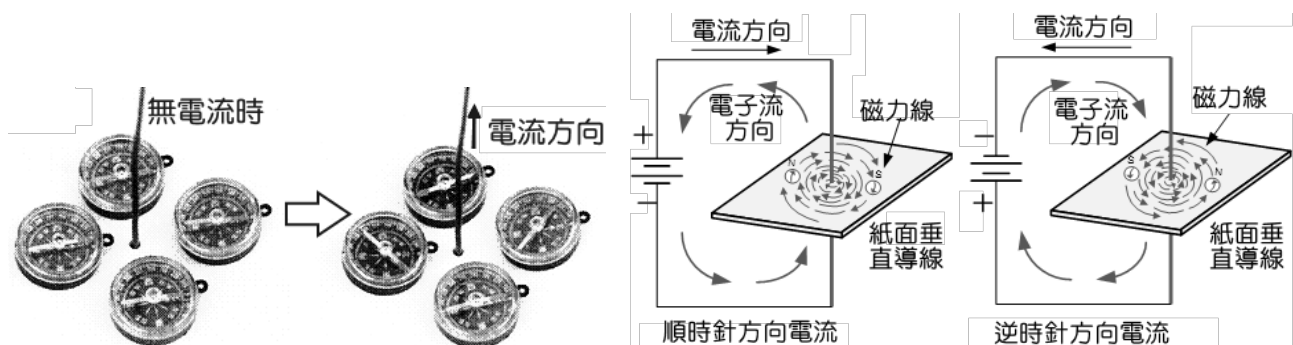 無電流時
電流方向
電流方向
電子流
方向
磁力線
+
−
N
S
紙面垂
直導線
順時針方向電流
電流方向
電子流
方向
磁力線
−
+
S
N
紙面垂
直導線
逆時針方向電流